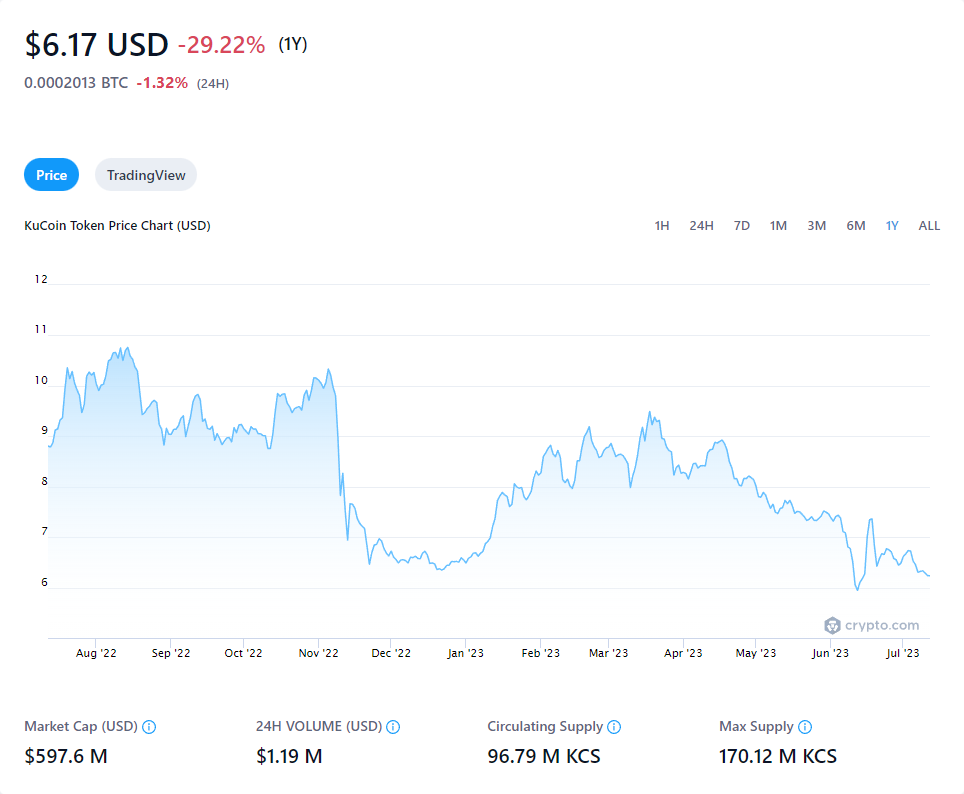 $6.17 USD -29.22% (1Y)
0.0002013 BTC -1.32% (24H)
Price TradingView
KuCoin Token Price Chart (USD) 1H 24H 7D 1M 3M 6M 1Y ALL
12
11
10
9
8
7
6
crypto.com
Aug '22 Sep '22 Oct '22 Nov '22 Dec '22 Jan '23 Feb '23 Mar '23 Apr '23 May '23 Jun '23 Jul '23
Market Cap (USD) 24H VOLUME (USD) Circulating Supply Max Supply
$597.6 M $1.19 M 96.79 M KCS 170.12 M KCS